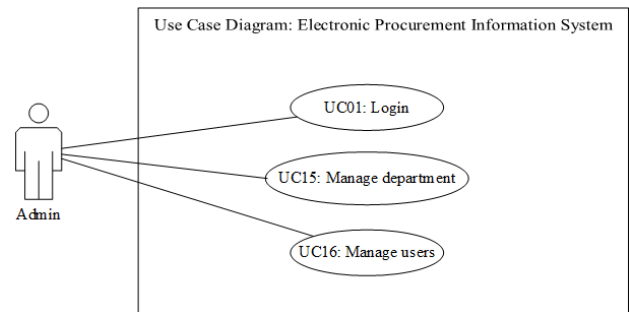 Use Case Diagram: Electronic Procurement Information System
UC01: Login
UC15: Manage department
Admin
UC16: Manage users